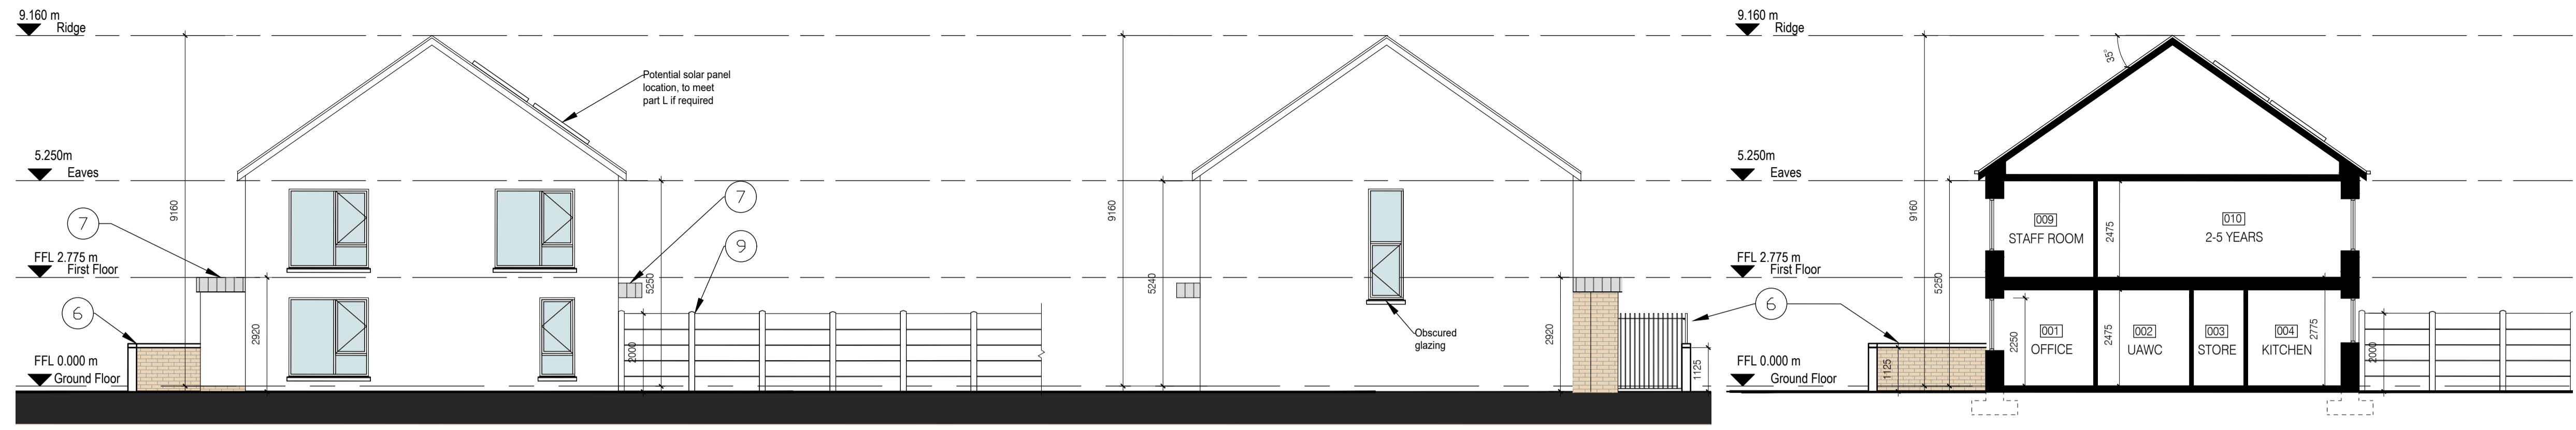 9.160 m
Ridge
5.250m
Eaves
FFL 2.775 m
First Floor
FFL 0.000 m
Ground Floor
7
6
9160
2920
Potential solar panel
location, to meet
part L if required
7
9
5250
2000
9160
5240
Obscured
glazing
2920
1125
6
9.160 m
Ridge
5.250m
Eaves
FFL 2.775 m
First Floor
FFL 0.000 m
Ground Floor
9160
5250
1125
35°
009
STAFF ROOM
2475
010
2-5 YEARS
2250
001
OFFICE
2475
002
UAWC
003
STORE
004
KITCHEN
2775
2000